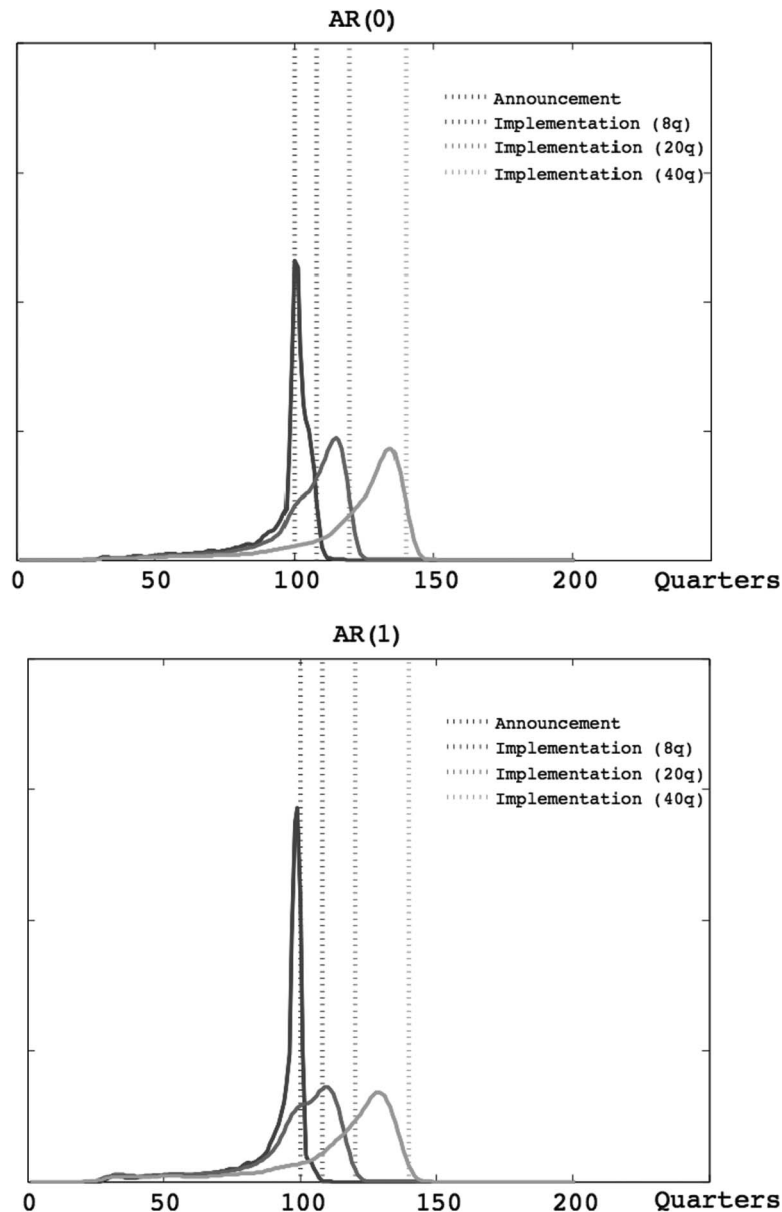 AR(0)
Announcement
Implementation (8q)
Implementation (20q)
Implementation (40q)
0 50 100 150 200 Quarters
AR(1)
Announcement
Implementation (8q)
Implementation (20q)
Implementation (40q)
0 50 100 150 200 Quarters